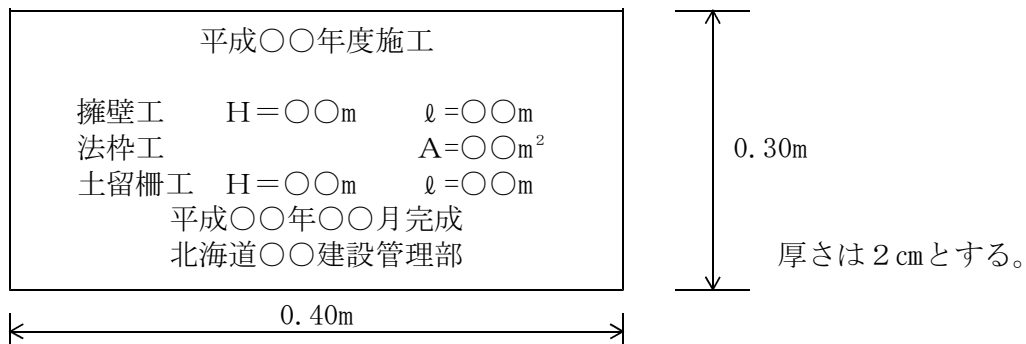 平成○○年度施工
擁壁工 H=○○m ℓ=○○m
法枠工 A=○○m²
土留柵工 H=○○m ℓ=○○m
平成○○年○○月完成
北海道○○建設管理部
0.30m
厚さは2㎝とする。
0.40m